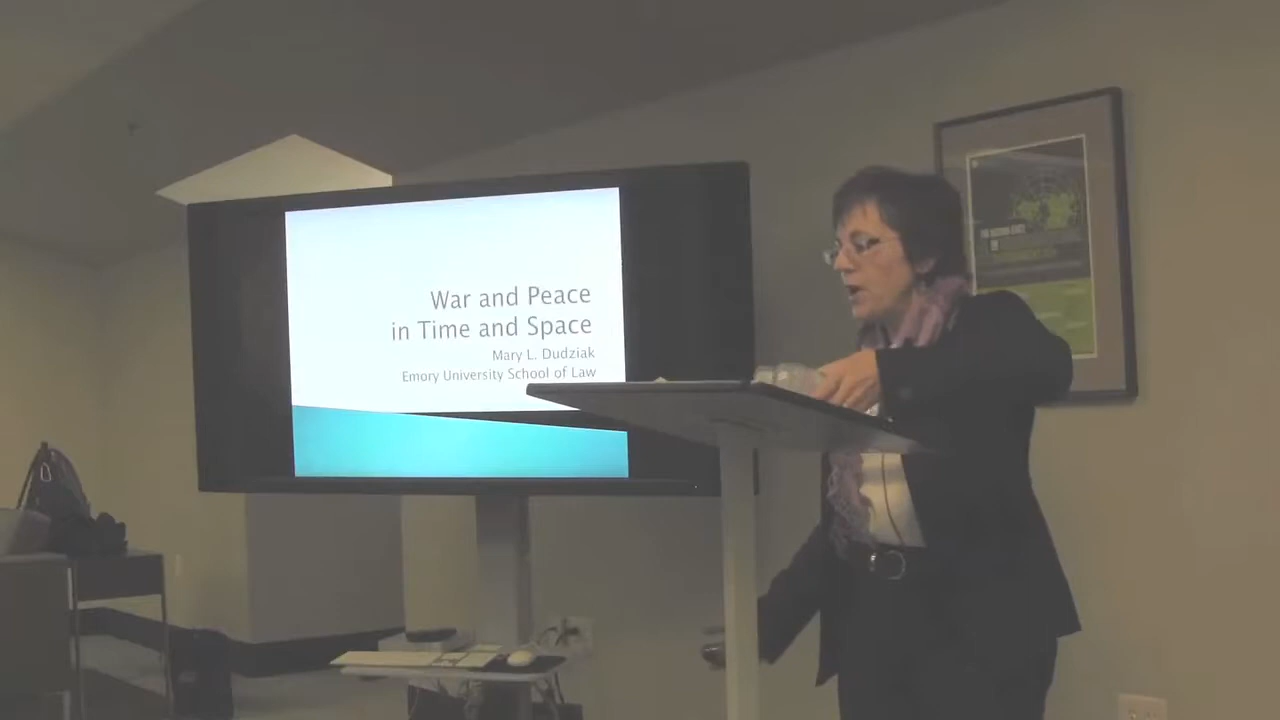 War and Peace
in Time and Space
Mary L. Dudziak
Emory University School of Law